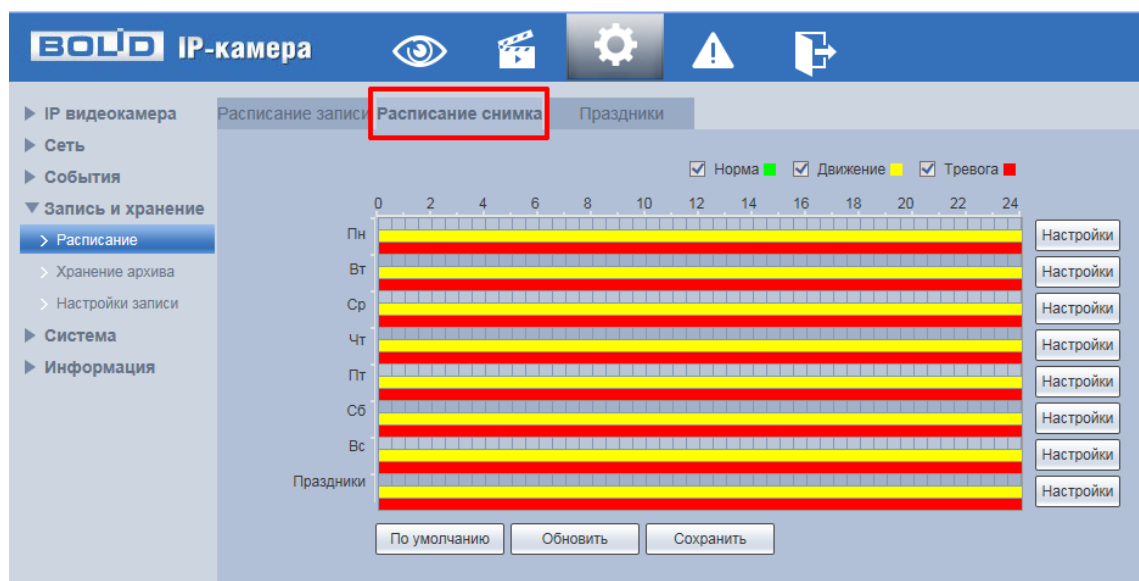 BOLID IP-камера
IP видеокамера
Сеть
События
Запись и хранение
Расписание
Хранение архива
Настройки записи
Система
Информация
Расписание записи Расписание снимка Праздники
Норма Движение Тревога
0 2 4 6 8 10 12 14 16 18 20 22 24
Пн Настройки
Вт Настройки
Ср Настройки
Чт Настройки
Пт Настройки
Сб Настройки
Вс Настройки
Праздники Настройки
По умолчанию Обновить Сохранить